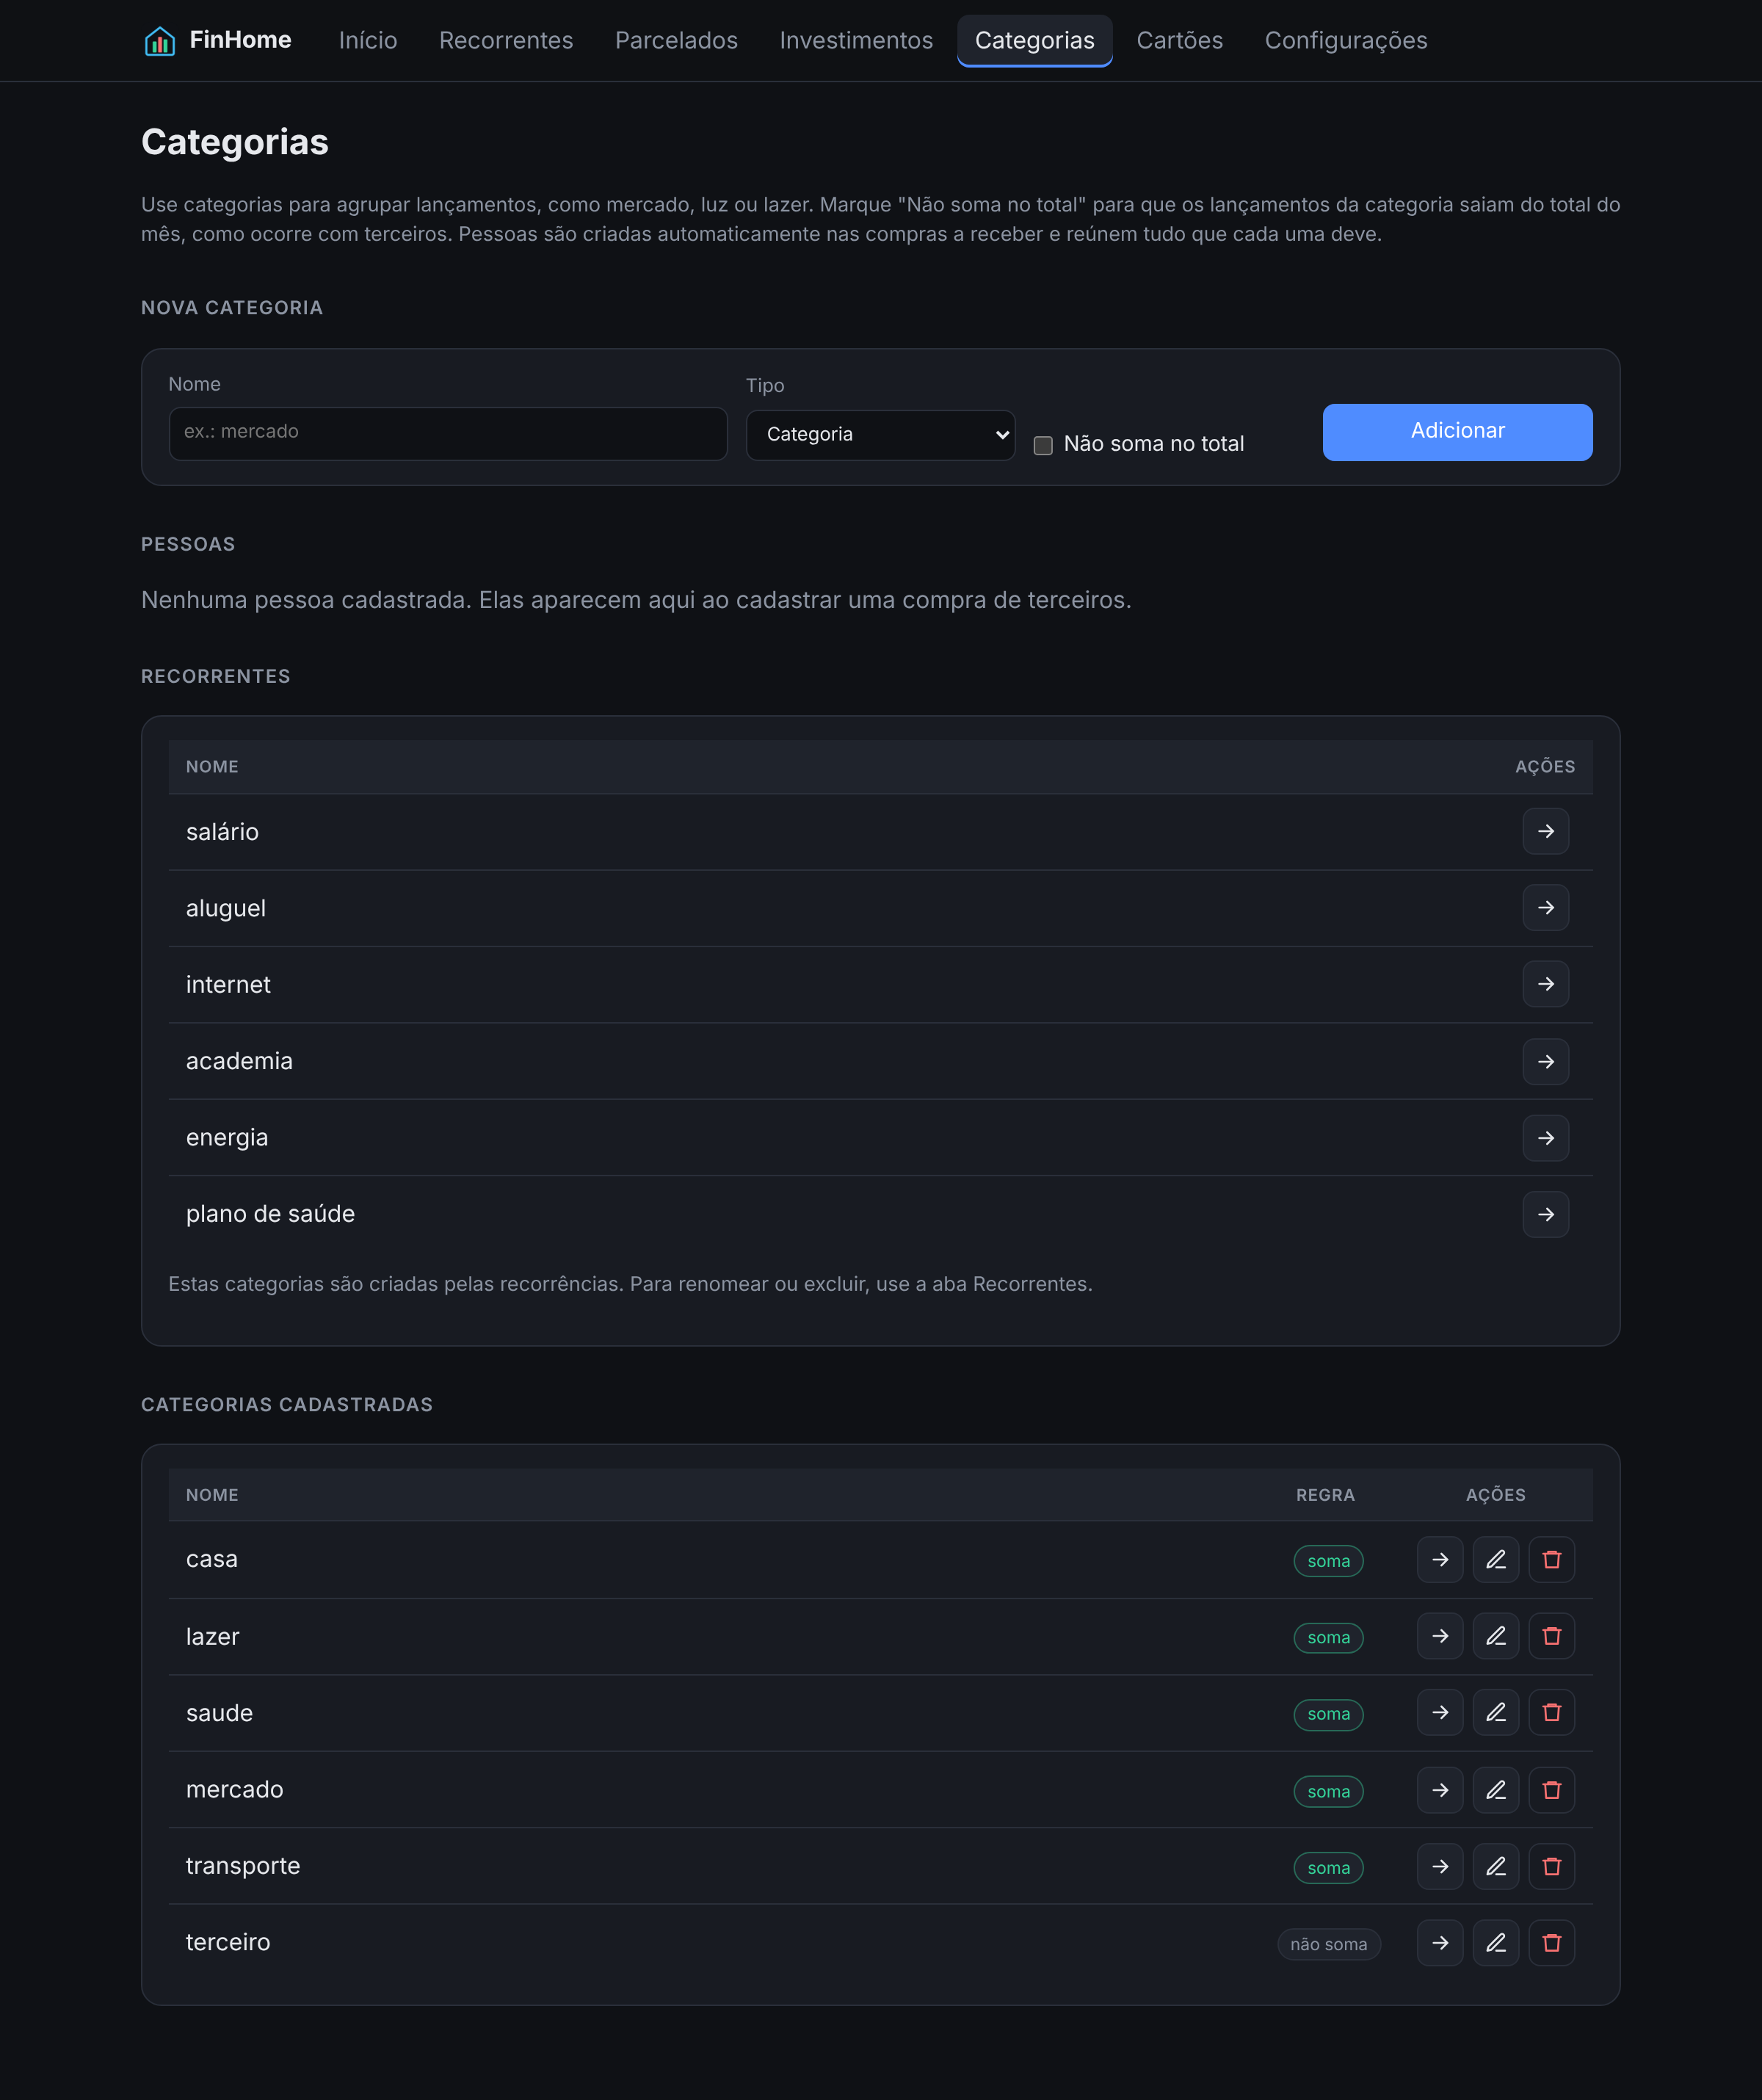 FinHome Início Recorrentes Parcelados Investimentos Categorias Cartões Configurações
Categorias
Use categorias para agrupar lançamentos, como mercado, luz ou lazer. Marque "Não soma no total" para que os lançamentos da categoria saiam do total do
mês, como ocorre com terceiros. Pessoas são criadas automaticamente nas compras a receber e reúnem tudo que cada uma deve.
NOVA CATEGORIA
Nome Tipo
ex.: mercado Categoria Não soma no total Adicionar
PESSOAS
Nenhuma pessoa cadastrada. Elas aparecem aqui ao cadastrar uma compra de terceiros.
RECORRENTES
NOME AÇÕES
salário
aluguel
internet
academia
energia
plano de saúde
Estas categorias são criadas pelas recorrências. Para renomear ou excluir, use a aba Recorrentes.
CATEGORIAS CADASTRADAS
NOME REGRA AÇÕES
casa soma
lazer soma
saude soma
mercado soma
transporte soma
terceiro não soma